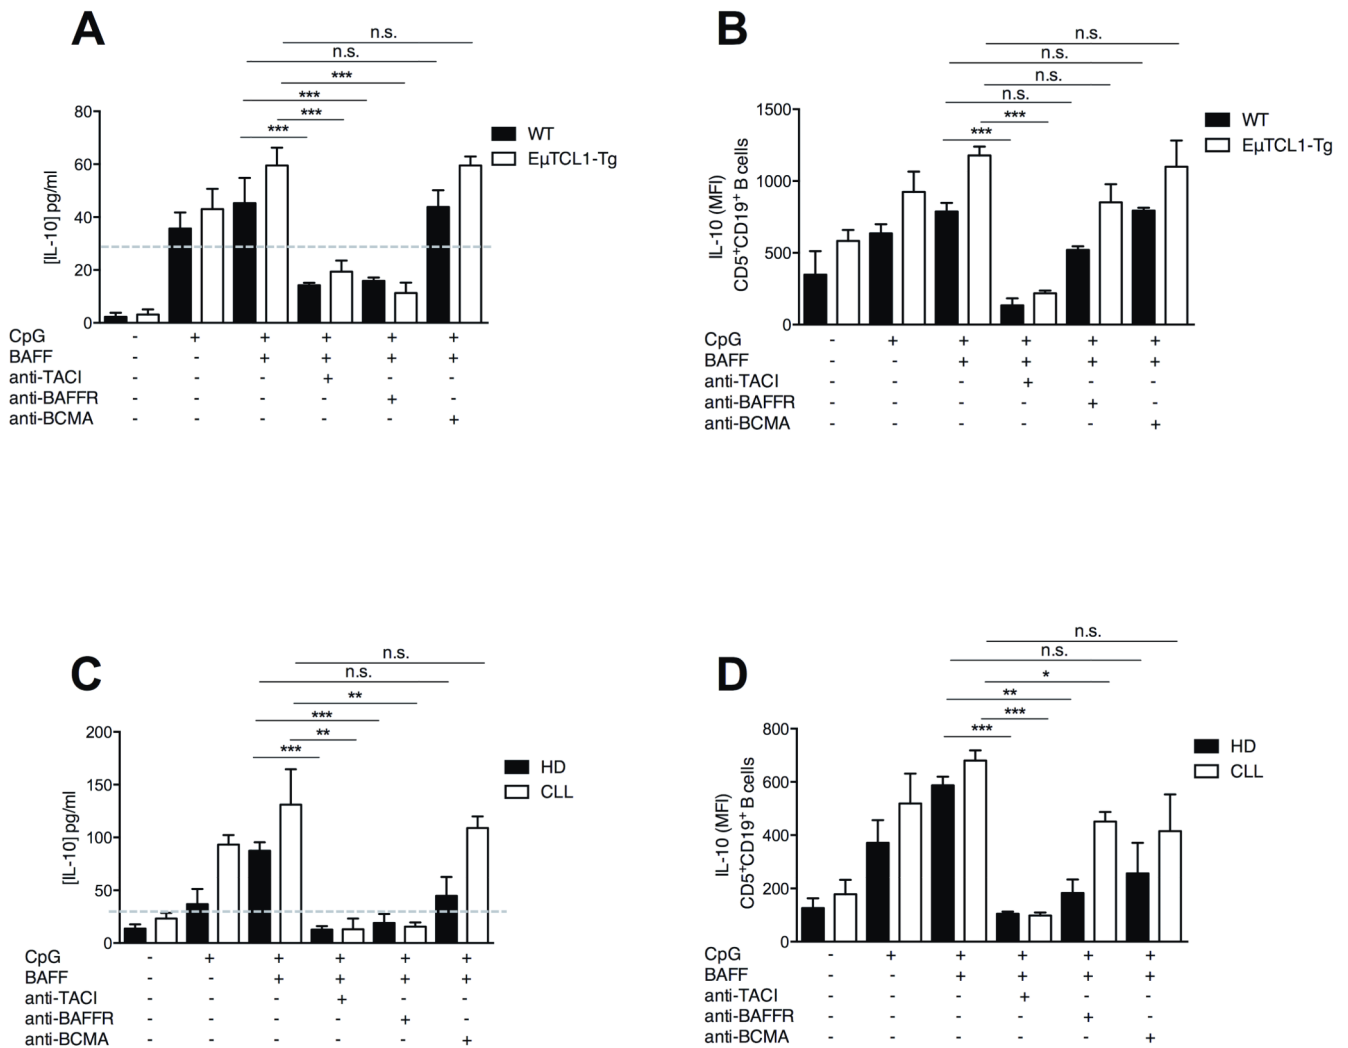 A
n.s.
n.s.
***
***
***
***
80
60
40
20
0
[IL-10] pg/ml
WT
EμTCL1-Tg
CpG - + + + + +
BAFF - - + + + +
anti-TACI - - - + - -
anti-BAFFR - - - - + -
anti-BCMA - - - - - +
B
n.s.
n.s.
n.s.
n.s.
***
***
1500
1000
500
0
IL-10 (MFI)
CD5+CD19+ B cells
WT
EμTCL1-Tg
CpG - + + + + +
BAFF - - + + + +
anti-TACI - - - + - -
anti-BAFFR - - - - + -
anti-BCMA - - - - - +
C
n.s.
n.s.
**
***
**
***
200
150
100
50
0
[IL-10] pg/ml
HD
CLL
CpG - + + + + +
BAFF - - + + + +
anti-TACI - - - + - -
anti-BAFFR - - - - + -
anti-BCMA - - - - - +
D
n.s.
n.s.
*
**
***
***
800
600
400
200
0
IL-10 (MFI)
CD5+CD19+ B cells
HD
CLL
CpG - + + + + +
BAFF - - + + + +
anti-TACI - - - + - -
anti-BAFFR - - - - + -
anti-BCMA - - - - - +